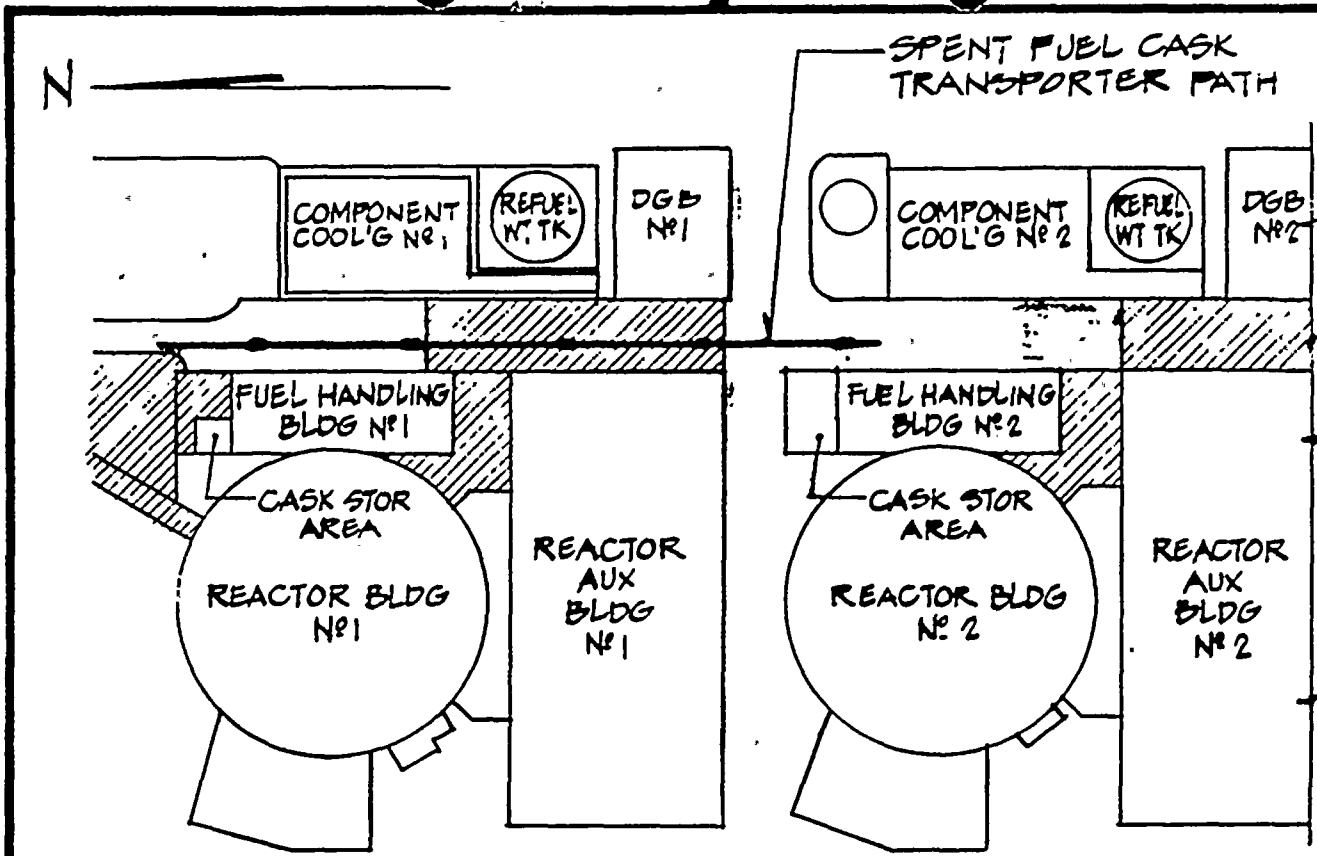 N
SPENT FUEL CASK
TRANSPORTER PATH
COMPONENT
COOL'G Nº 1
REFUEL
WT. TK
DGB
Nº1
COMPONENT
COOL'G Nº 2
REFUEL
WT TK
DGB
Nº2
FUEL HANDLING
BLDG Nº1
FUEL HANDLING
BLDG Nº 2
CASK STOR
AREA
CASK STOR
AREA
REACTOR BLDG
Nº1
REACTOR
AUX
BLDG
Nº1
REACTOR BLDG
Nº 2
REACTOR
AUX
BLDG
Nº 2